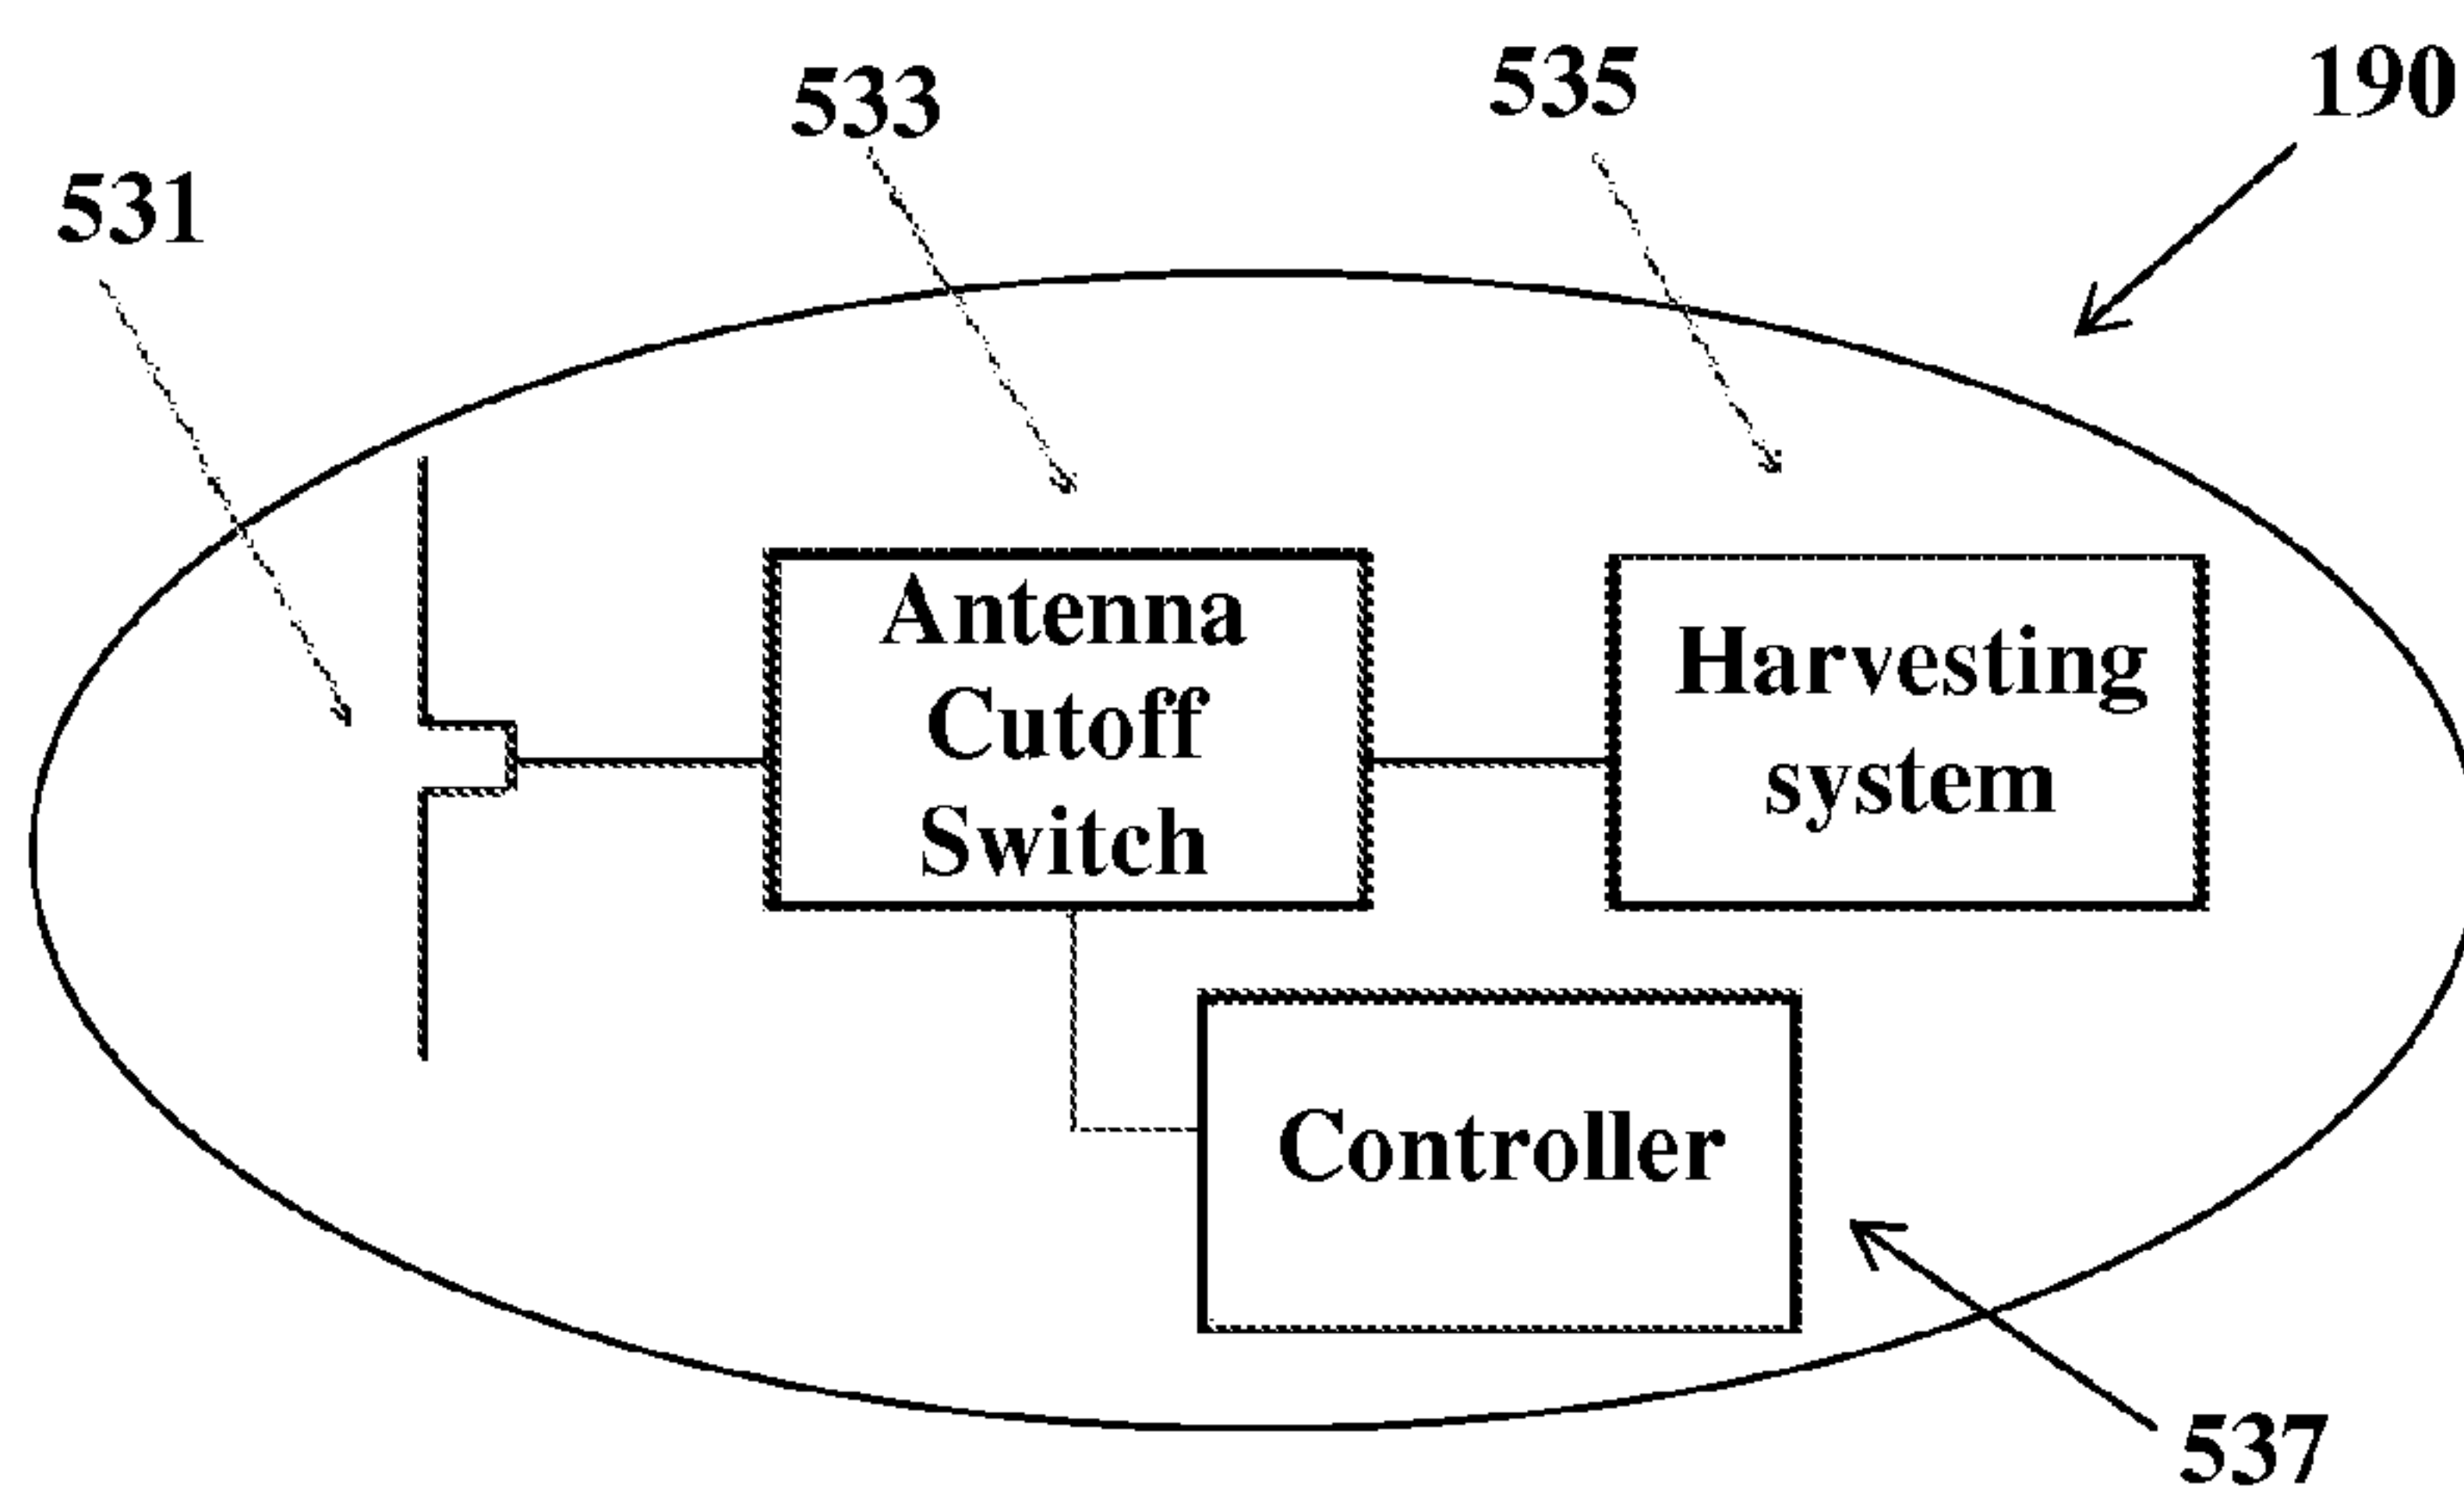 190
535
533
531
Antenna
Cutoff
Switch
Harvesting
system
Controller
537